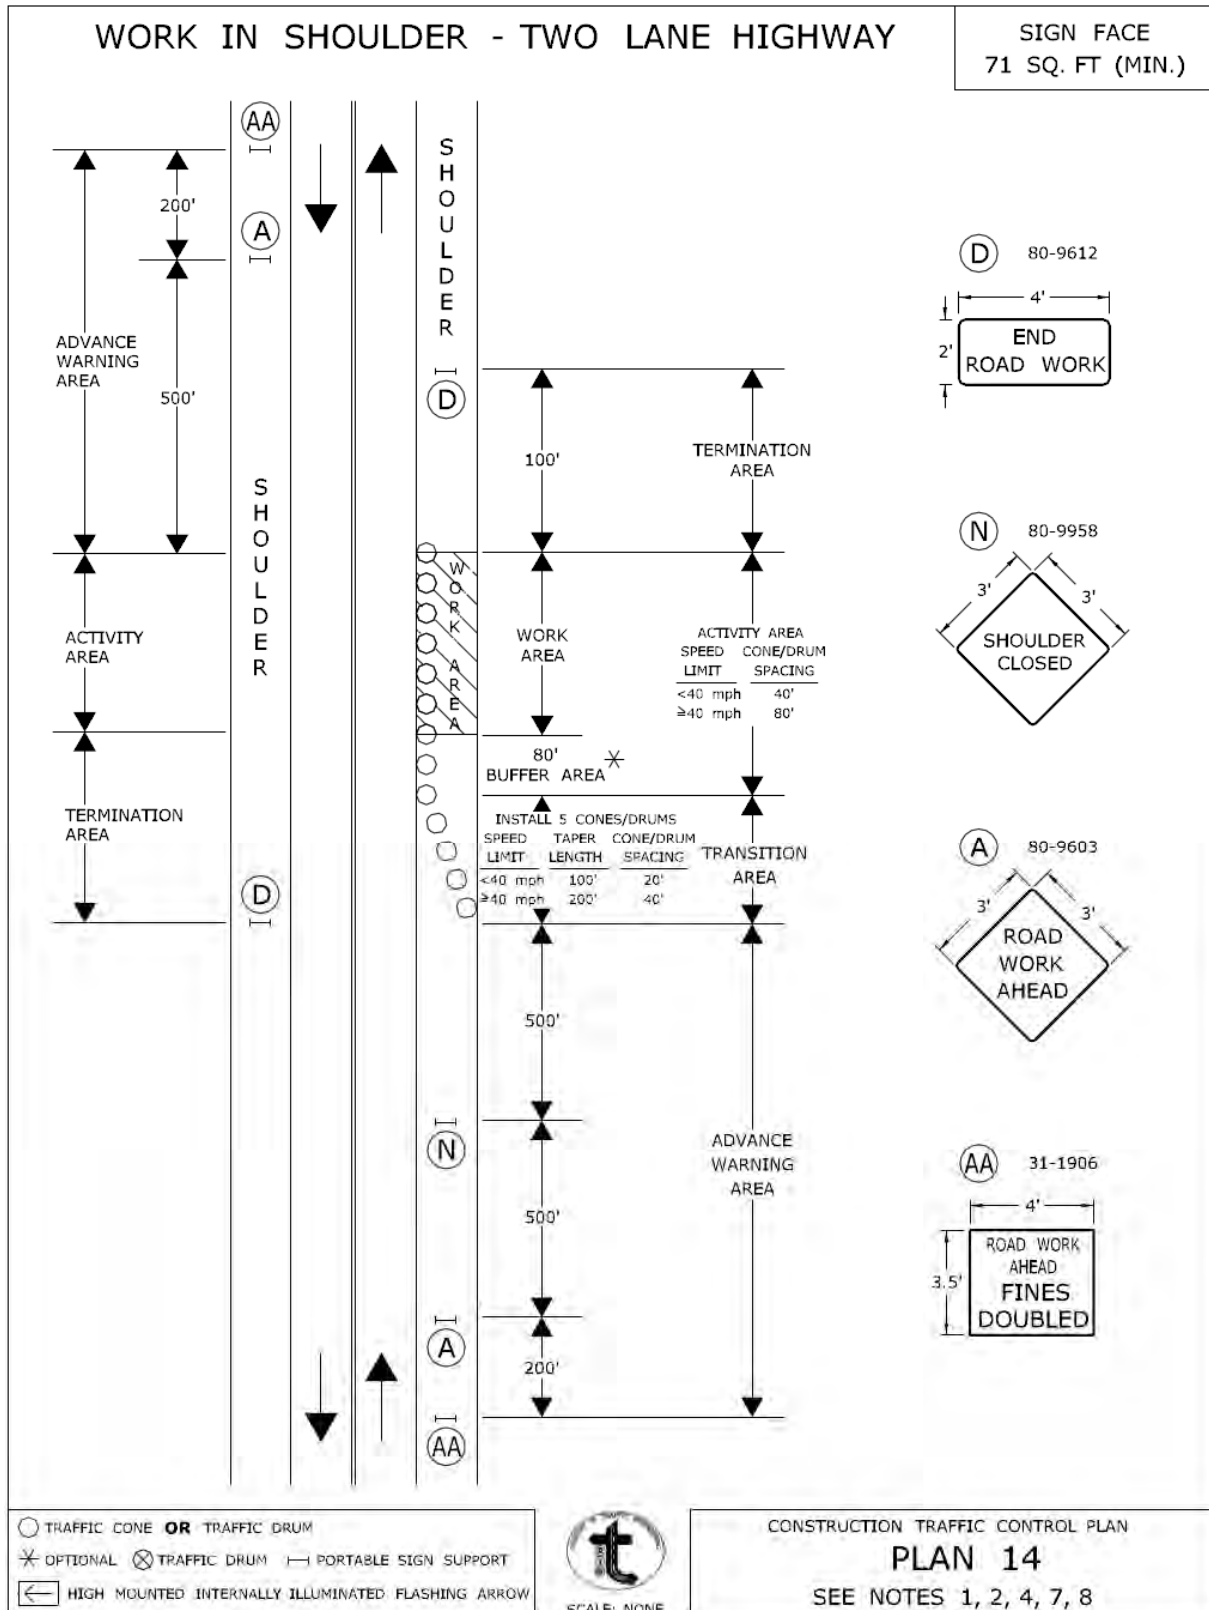 WORK IN SHOULDER - TWO LANE HIGHWAY
SIGN FACE
71 SQ. FT (MIN.)
AA
200'
A
ADVANCE
WARNING
AREA
500'
SHOULDER
ACTIVITY
AREA
TERMINATION
AREA
D
SHOULDER
D
100'
TERMINATION
AREA
WORK AREA
WORK
AREA
ACTIVITY AREA
SPEED CONE/DRUM
LIMIT SPACING
<40 mph 40'
≥40 mph 80'
80'
BUFFER AREA
INSTALL 5 CONES/DRUMS
SPEED TAPER CONE/DRUM
LIMIT LENGTH SPACING
<40 mph 100' 20'
≥40 mph 200' 40'
TRANSITION
AREA
500'
N
500'
ADVANCE
WARNING
AREA
A
200'
AA
D 80-9612
4'
2'
END
ROAD WORK
N 80-9958
3' 3'
SHOULDER
CLOSED
A 80-9603
3' 3'
ROAD
WORK
AHEAD
AA 31-1906
4'
3.5'
ROAD WORK
AHEAD
FINES
DOUBLED
TRAFFIC CONE OR TRAFFIC DRUM
OPTIONAL TRAFFIC DRUM PORTABLE SIGN SUPPORT
HIGH MOUNTED INTERNALLY ILLUMINATED FLASHING ARROW
t
SCALE: NONE
CONSTRUCTION TRAFFIC CONTROL PLAN
PLAN 14
SEE NOTES 1, 2, 4, 7, 8